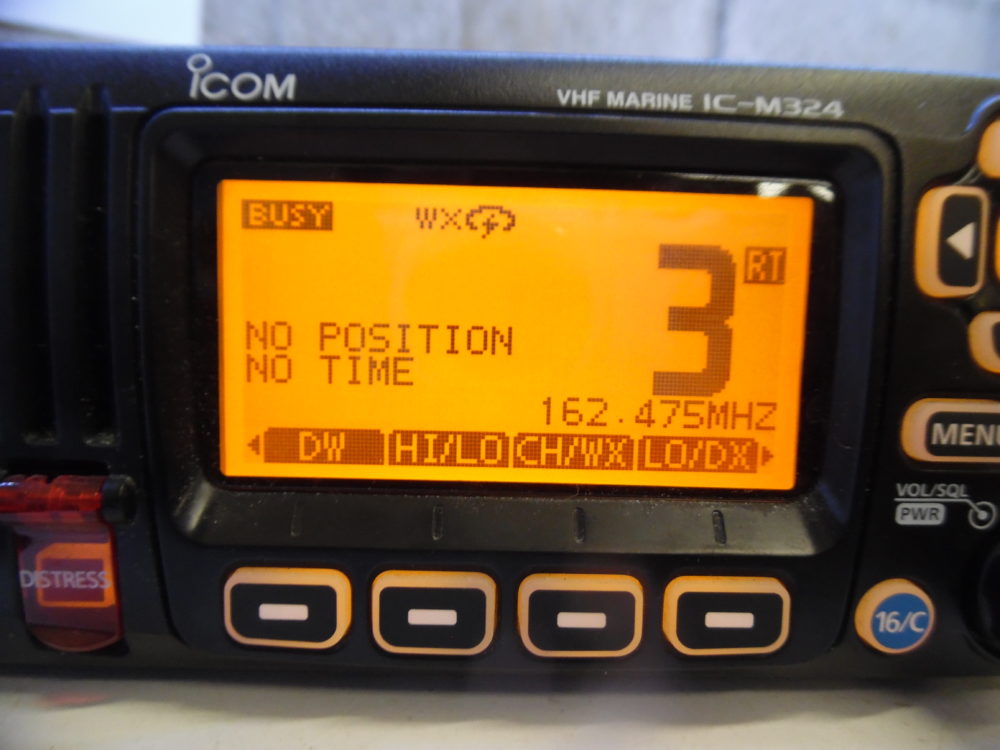 iCOM
VHF MARINE IC-M324
BUSY WX
3 RT
NO POSITION
NO TIME
162.475MHZ
DW HI/LO CH/WX LO/DX
MENU
VOL/SQL
PWR
DISTRESS
16/C